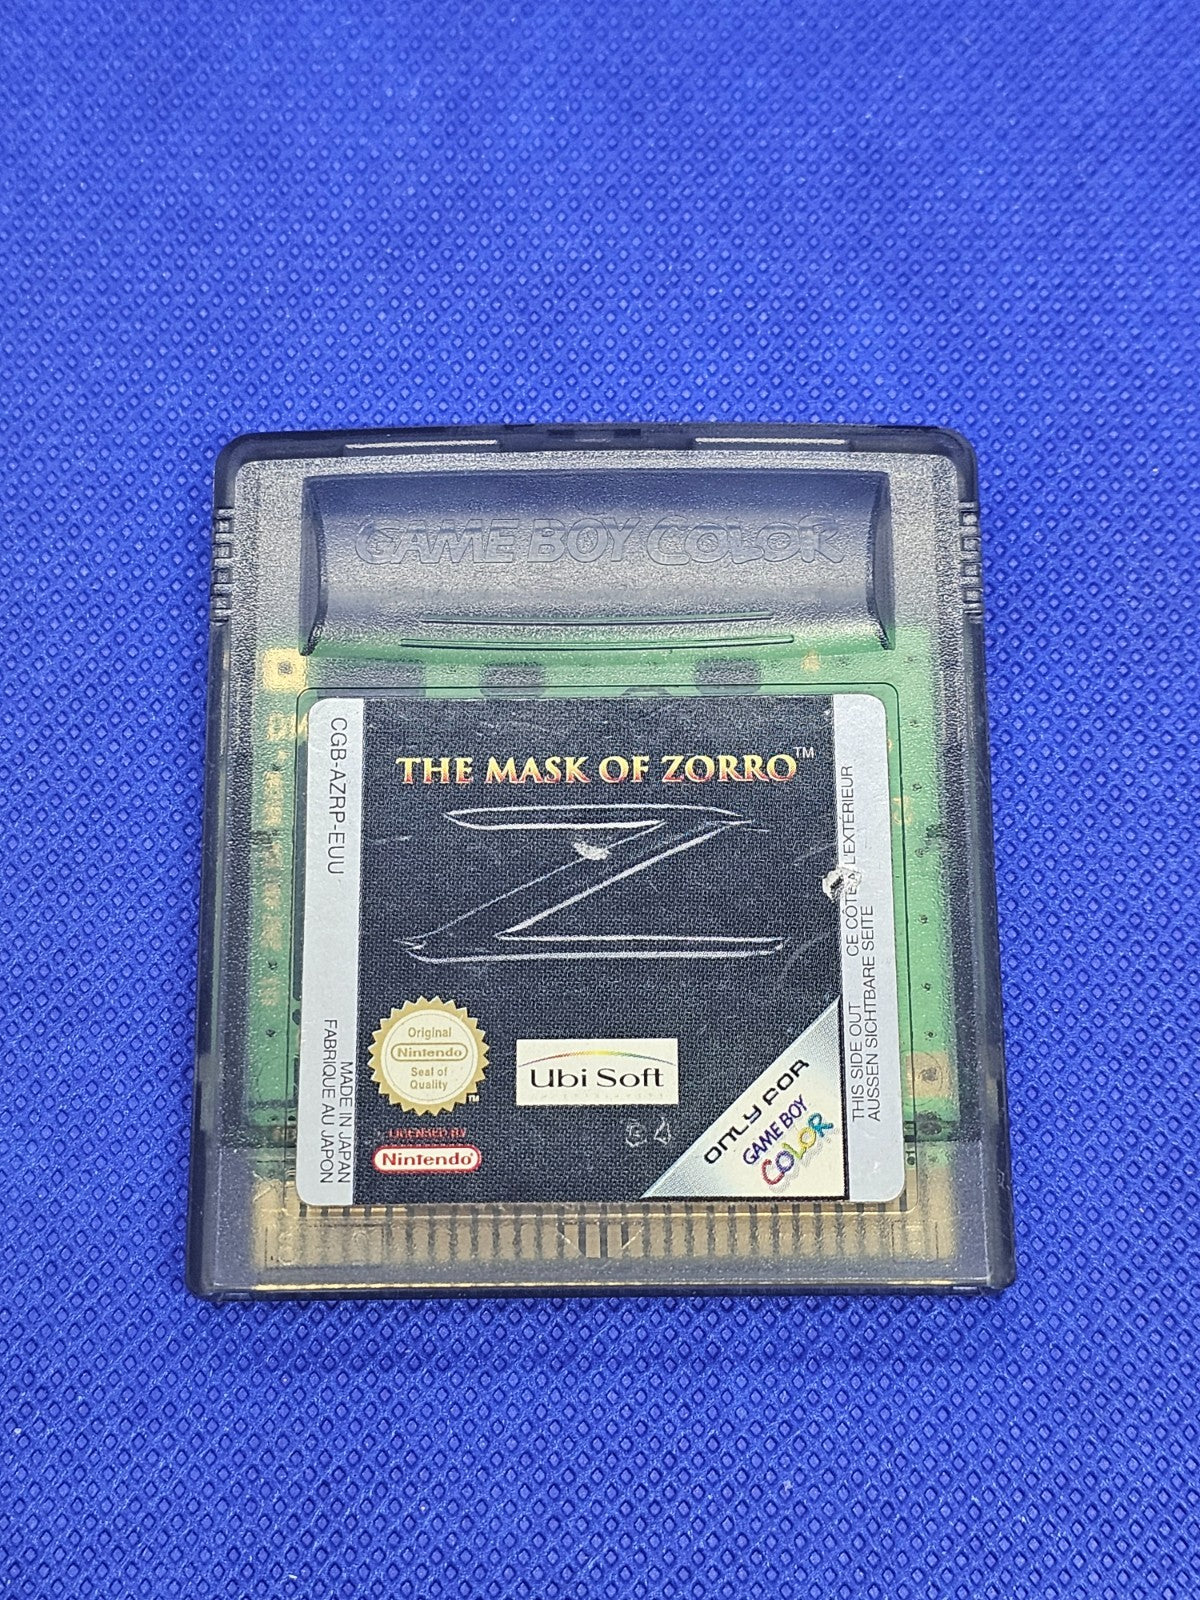 GAME BOY COLOR
THE MASK OF ZORRO™
Z
CGB-AZRP-EUU
MADE IN JAPAN
FABRIQUE AU JAPON
Original
Nintendo
Seal of
Quality
LICENSED BY
Nintendo
Ubi Soft
ONLY FOR
GAME BOY
COLOR
THIS SIDE OUT CE CÔTÉ A L'EXTÉRIEUR
AUSSEN SICHTBARE SEITE